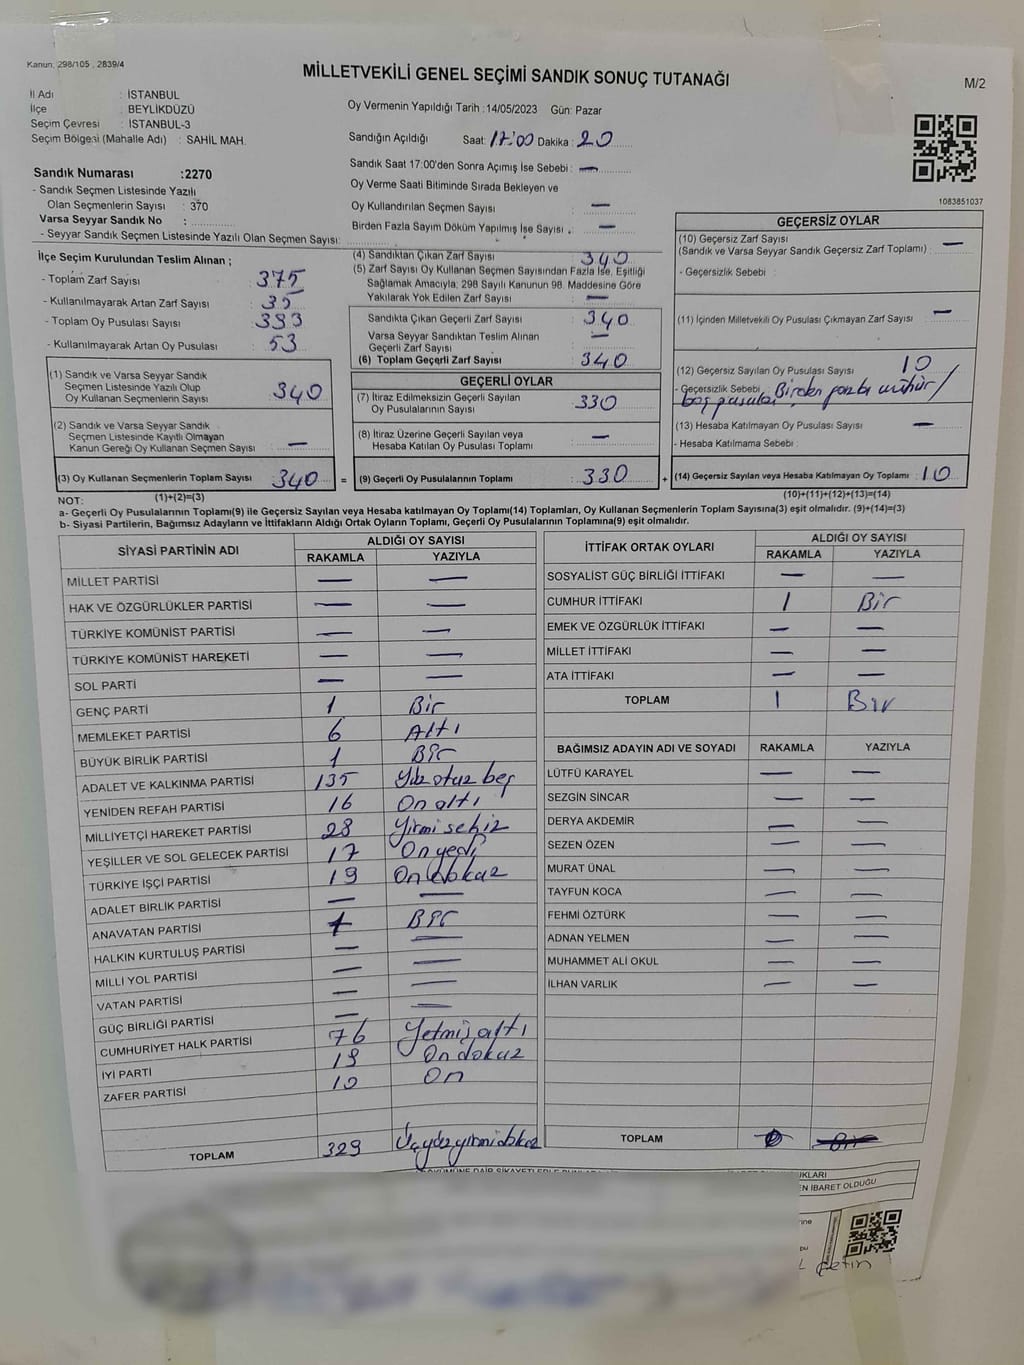 Kanun, 298/105 , 2839/4
MİLLETVEKİLİ GENEL SEÇİMİ SANDIK SONUÇ TUTANAĞI
M/2
İl Adı : İSTANBUL
İlçe : BEYLİKDÜZÜ
Seçim Çevresi : İSTANBUL-3
Seçim Bölgesi (Mahalle Adı) : SAHİL MAH.
Oy Vermenin Yapıldığı Tarih :14/05/2023 Gün: Pazar
Sandığın Açıldığı Saat: 17:00 Dakika : 20
Sandık Saat 17:00'den Sonra Açımış İse Sebebi : —
Oy Verme Saati Bitiminde Sırada Bekleyen ve
Oy Kullandırılan Seçmen Sayısı : —
Birden Fazla Sayım Döküm Yapılmış İse Sayısı : —
1083851037
Sandık Numarası :2270
- Sandık Seçmen Listesinde Yazılı
Olan Seçmenlerin Sayısı : 370
Varsa Seyyar Sandık No :
- Seyyar Sandık Seçmen Listesinde Yazılı Olan Seçmen Sayısı:
İlçe Seçim Kurulundan Teslim Alınan ;
- Toplam Zarf Sayısı : 375
- Kullanılmayarak Artan Zarf Sayısı : 35
- Toplam Oy Pusulası Sayısı : 393
- Kullanılmayarak Artan Oy Pusulası : 53
(1) Sandık ve Varsa Seyyar Sandık
Seçmen Listesinde Yazılı Olup
Oy Kullanan Seçmenlerin Sayısı : 340
(2) Sandık ve Varsa Seyyar Sandık
Seçmen Listesinde Kayıtlı Olmayan
Kanun Gereği Oy Kullanan Seçmen Sayısı : —
(3) Oy Kullanan Seçmenlerin Toplam Sayısı : 340 =
(1)+(2)=(3)
(4) Sandıktan Çıkan Zarf Sayısı : 340
(5) Zarf Sayısı Oy Kullanan Seçmen Sayısından Fazla İse, Eşitliği
Sağlamak Amacıyla; 298 Sayılı Kanunun 98. Maddesine Göre
Yakılarak Yok Edilen Zarf Sayısı : —
Sandıkta Çıkan Geçerli Zarf Sayısı : 340
Varsa Seyyar Sandıktan Teslim Alınan
Geçerli Zarf Sayısı : —
(6) Toplam Geçerli Zarf Sayısı : 340
GEÇERLİ OYLAR
(7) İtiraz Edilmeksizin Geçerli Sayılan
Oy Pusulalarının Sayısı : 330
(8) İtiraz Üzerine Geçerli Sayılan veya
Hesaba Katılan Oy Pusulaları Toplamı : —
(9) Geçerli Oy Pusulalarının Toplamı : 330 +
GEÇERSİZ OYLAR
(10) Geçersiz Zarf Sayısı
(Sandık ve Varsa Seyyar Sandık Geçersiz Zarf Toplamı) : —
- Geçersizlik Sebebi :
(11) İçinden Milletvekili Oy Pusulası Çıkmayan Zarf Sayısı : —
(12) Geçersiz Sayılan Oy Pusulası Sayısı : 10
- Geçersizlik Sebebi : Birden fazla mühür/
boş pusula
(13) Hesaba Katılmayan Oy Pusulası Sayısı : —
- Hesaba Katılmama Sebebi :
(14) Geçersiz Sayılan veya Hesaba Katılmayan Oy Toplamı : 10
(10)+(11)+(12)+(13)=(14)
NOT:
a- Geçerli Oy Pusulalarının Toplamı(9) ile Geçersiz Sayılan veya Hesaba katılmayan Oy Toplamı(14) Toplamları, Oy Kullanan Seçmenlerin Toplam Sayısına(3) eşit olmalıdır. (9)+(14)=(3)
b- Siyasi Partilerin, Bağımsız Adayların ve İttifakların Aldığı Ortak Oyların Toplamı, Geçerli Oy Pusulalarının Toplamına(9) eşit olmalıdır.
SİYASİ PARTİNİN ADI ALDIĞI OY SAYISI
RAKAMLA YAZIYLA
MİLLET PARTİSİ — —
HAK VE ÖZGÜRLÜKLER PARTİSİ — —
TÜRKİYE KOMÜNİST PARTİSİ — —
TÜRKİYE KOMÜNİST HAREKETİ — —
SOL PARTİ — —
GENÇ PARTİ 1 Bir
MEMLEKET PARTİSİ 6 Altı
BÜYÜK BİRLİK PARTİSİ 1 Bir
ADALET VE KALKINMA PARTİSİ 135 Yüz otuz beş
YENİDEN REFAH PARTİSİ 16 On altı
MİLLİYETÇİ HAREKET PARTİSİ 28 Yirmi sekiz
YEŞİLLER VE SOL GELECEK PARTİSİ 17 On yedi
TÜRKİYE İŞÇİ PARTİSİ 19 On dokuz
ADALET BİRLİK PARTİSİ — —
ANAVATAN PARTİSİ 1 Bir
HALKIN KURTULUŞ PARTİSİ — —
MİLLİ YOL PARTİSİ — —
VATAN PARTİSİ — —
GÜÇ BİRLİĞİ PARTİSİ —
CUMHURİYET HALK PARTİSİ 76 Yetmiş altı
İYİ PARTİ 19 On dokuz
ZAFER PARTİSİ 10 On
TOPLAM 329 Üçyüzyirmidokuz
İTTİFAK ORTAK OYLARI ALDIĞI OY SAYISI
RAKAMLA YAZIYLA
SOSYALİST GÜÇ BİRLİĞİ İTTİFAKI — —
CUMHUR İTTİFAKI 1 Bir
EMEK VE ÖZGÜRLÜK İTTİFAKI — —
MİLLET İTTİFAKI — —
ATA İTTİFAKI — —
TOPLAM 1 Bir
BAĞIMSIZ ADAYIN ADI VE SOYADI RAKAMLA YAZIYLA
LÜTFÜ KARAYEL — —
SEZGİN SİNCAR — —
DERYA AKDEMİR — —
SEZEN ÖZEN — —
MURAT ÜNAL — —
TAYFUN KOCA — —
FEHMİ ÖZTÜRK — —
ADNAN YELMEN — —
MUHAMMET ALİ OKUL — —
İLHAN VARLIK — —
TOPLAM
EN İBARET OLDUĞU
çetin